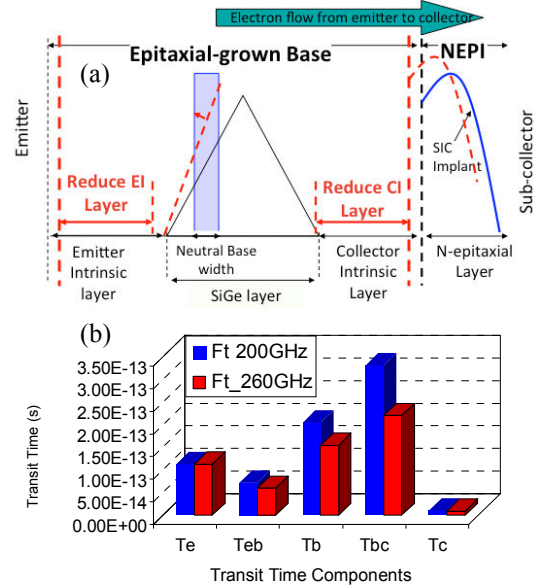 Electron flow from emitter to collector
Epitaxial-grown Base
NEPI
(a)
Emitter
SIC
Implant
Sub-collector
Reduce EI
Layer
Reduce CI
Layer
Emitter
Intrinsic
layer
Neutral Base
width
SiGe layer
Collector
Intrinsic
Layer
N-epitaxial
Layer
(b)
Ft 200GHz
Ft_260GHz
Transit Time (s)
3.50E-13
3.00E-13
2.50E-13
2.00E-13
1.50E-13
1.00E-13
5.00E-14
0.00E+00
Te Teb Tb Tbc Tc
Transit Time Components